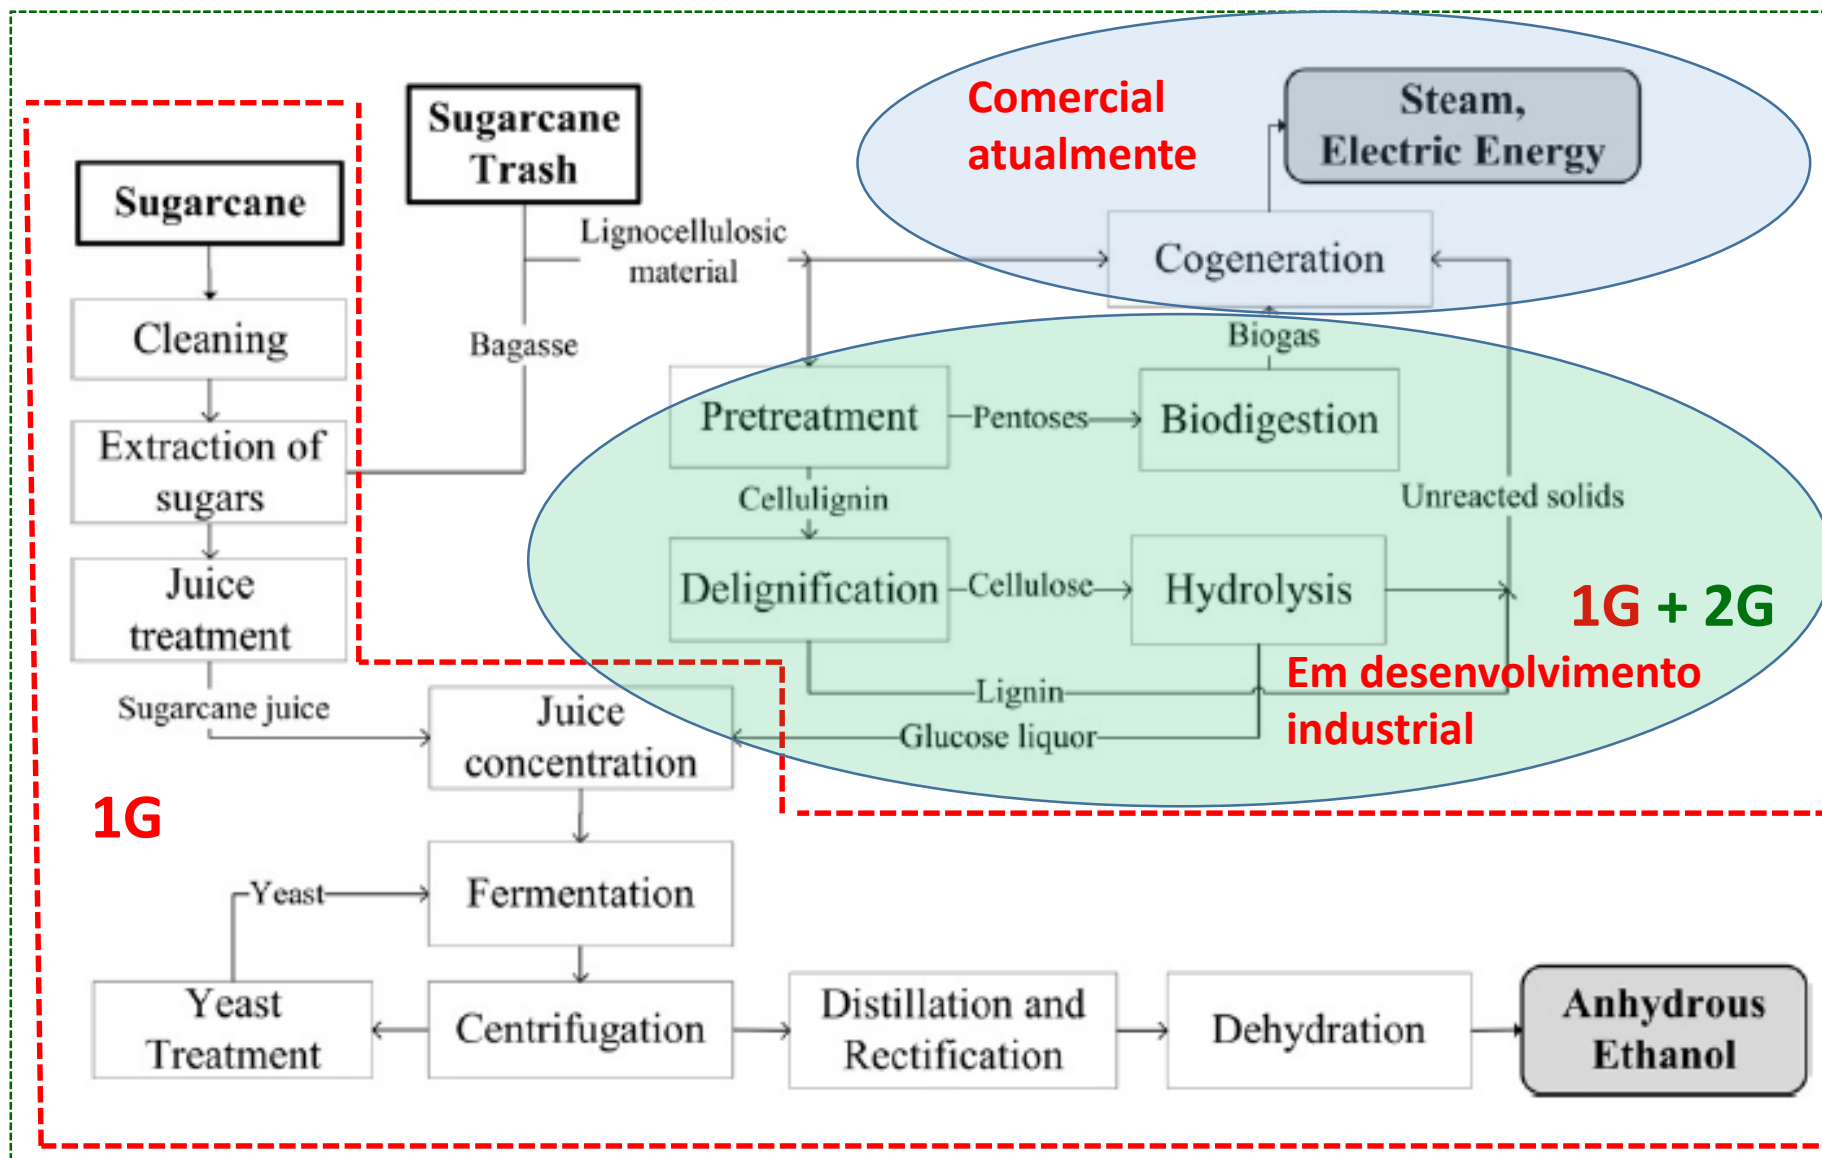 Comercial
atualmente
Steam,
Electric Energy
Sugarcane
Trash
Sugarcane
Lignocellulosic
material
Cogeneration
Cleaning
Bagasse
Biogas
Pretreatment
Pentoses
Biodigestion
Extraction of
sugars
Cellulignin
Unreacted solids
Juice
treatment
Delignification
Cellulose
Hydrolysis
1G + 2G
Em desenvolvimento
industrial
Lignin
Sugarcane juice
Juice
concentration
Glucose liquor
1G
Yeast
Fermentation
Yeast
Treatment
Centrifugation
Distillation and
Rectification
Dehydration
Anhydrous
Ethanol